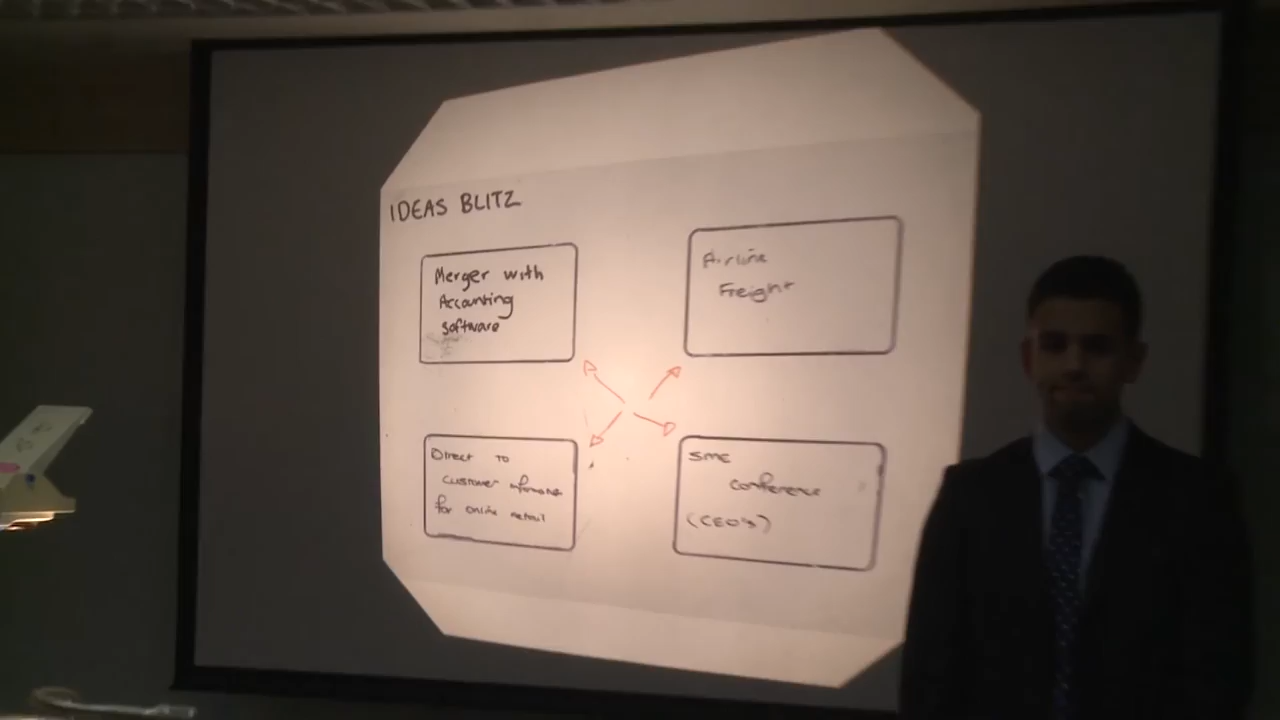 IDEAS BLITZ
Merger with
Accounting
software
Airline
Freight
Direct to
customer
for online retail
SME
conference
(CEO's)